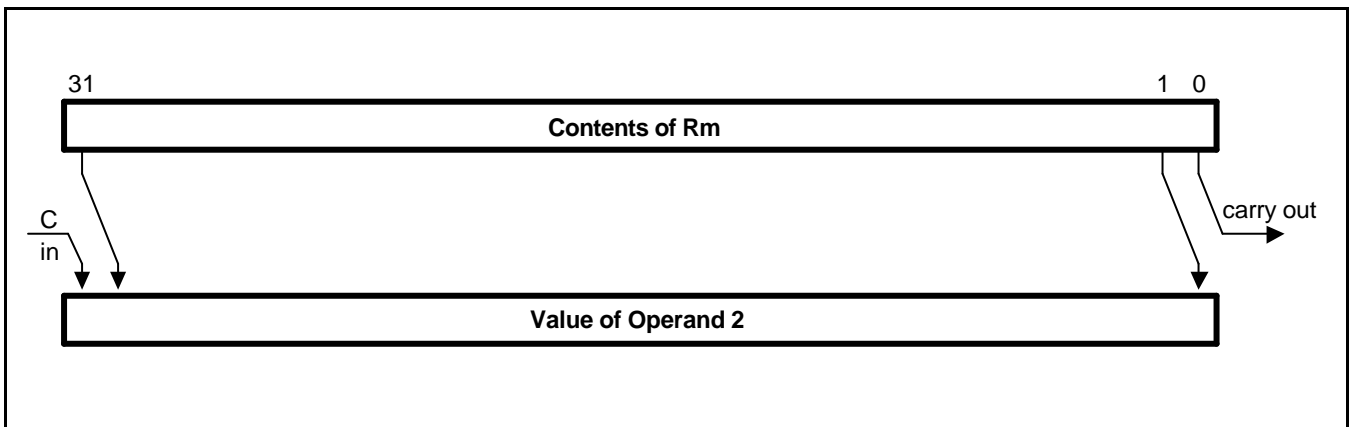 31 1 0
Contents of Rm
C
in
carry out
Value of Operand 2